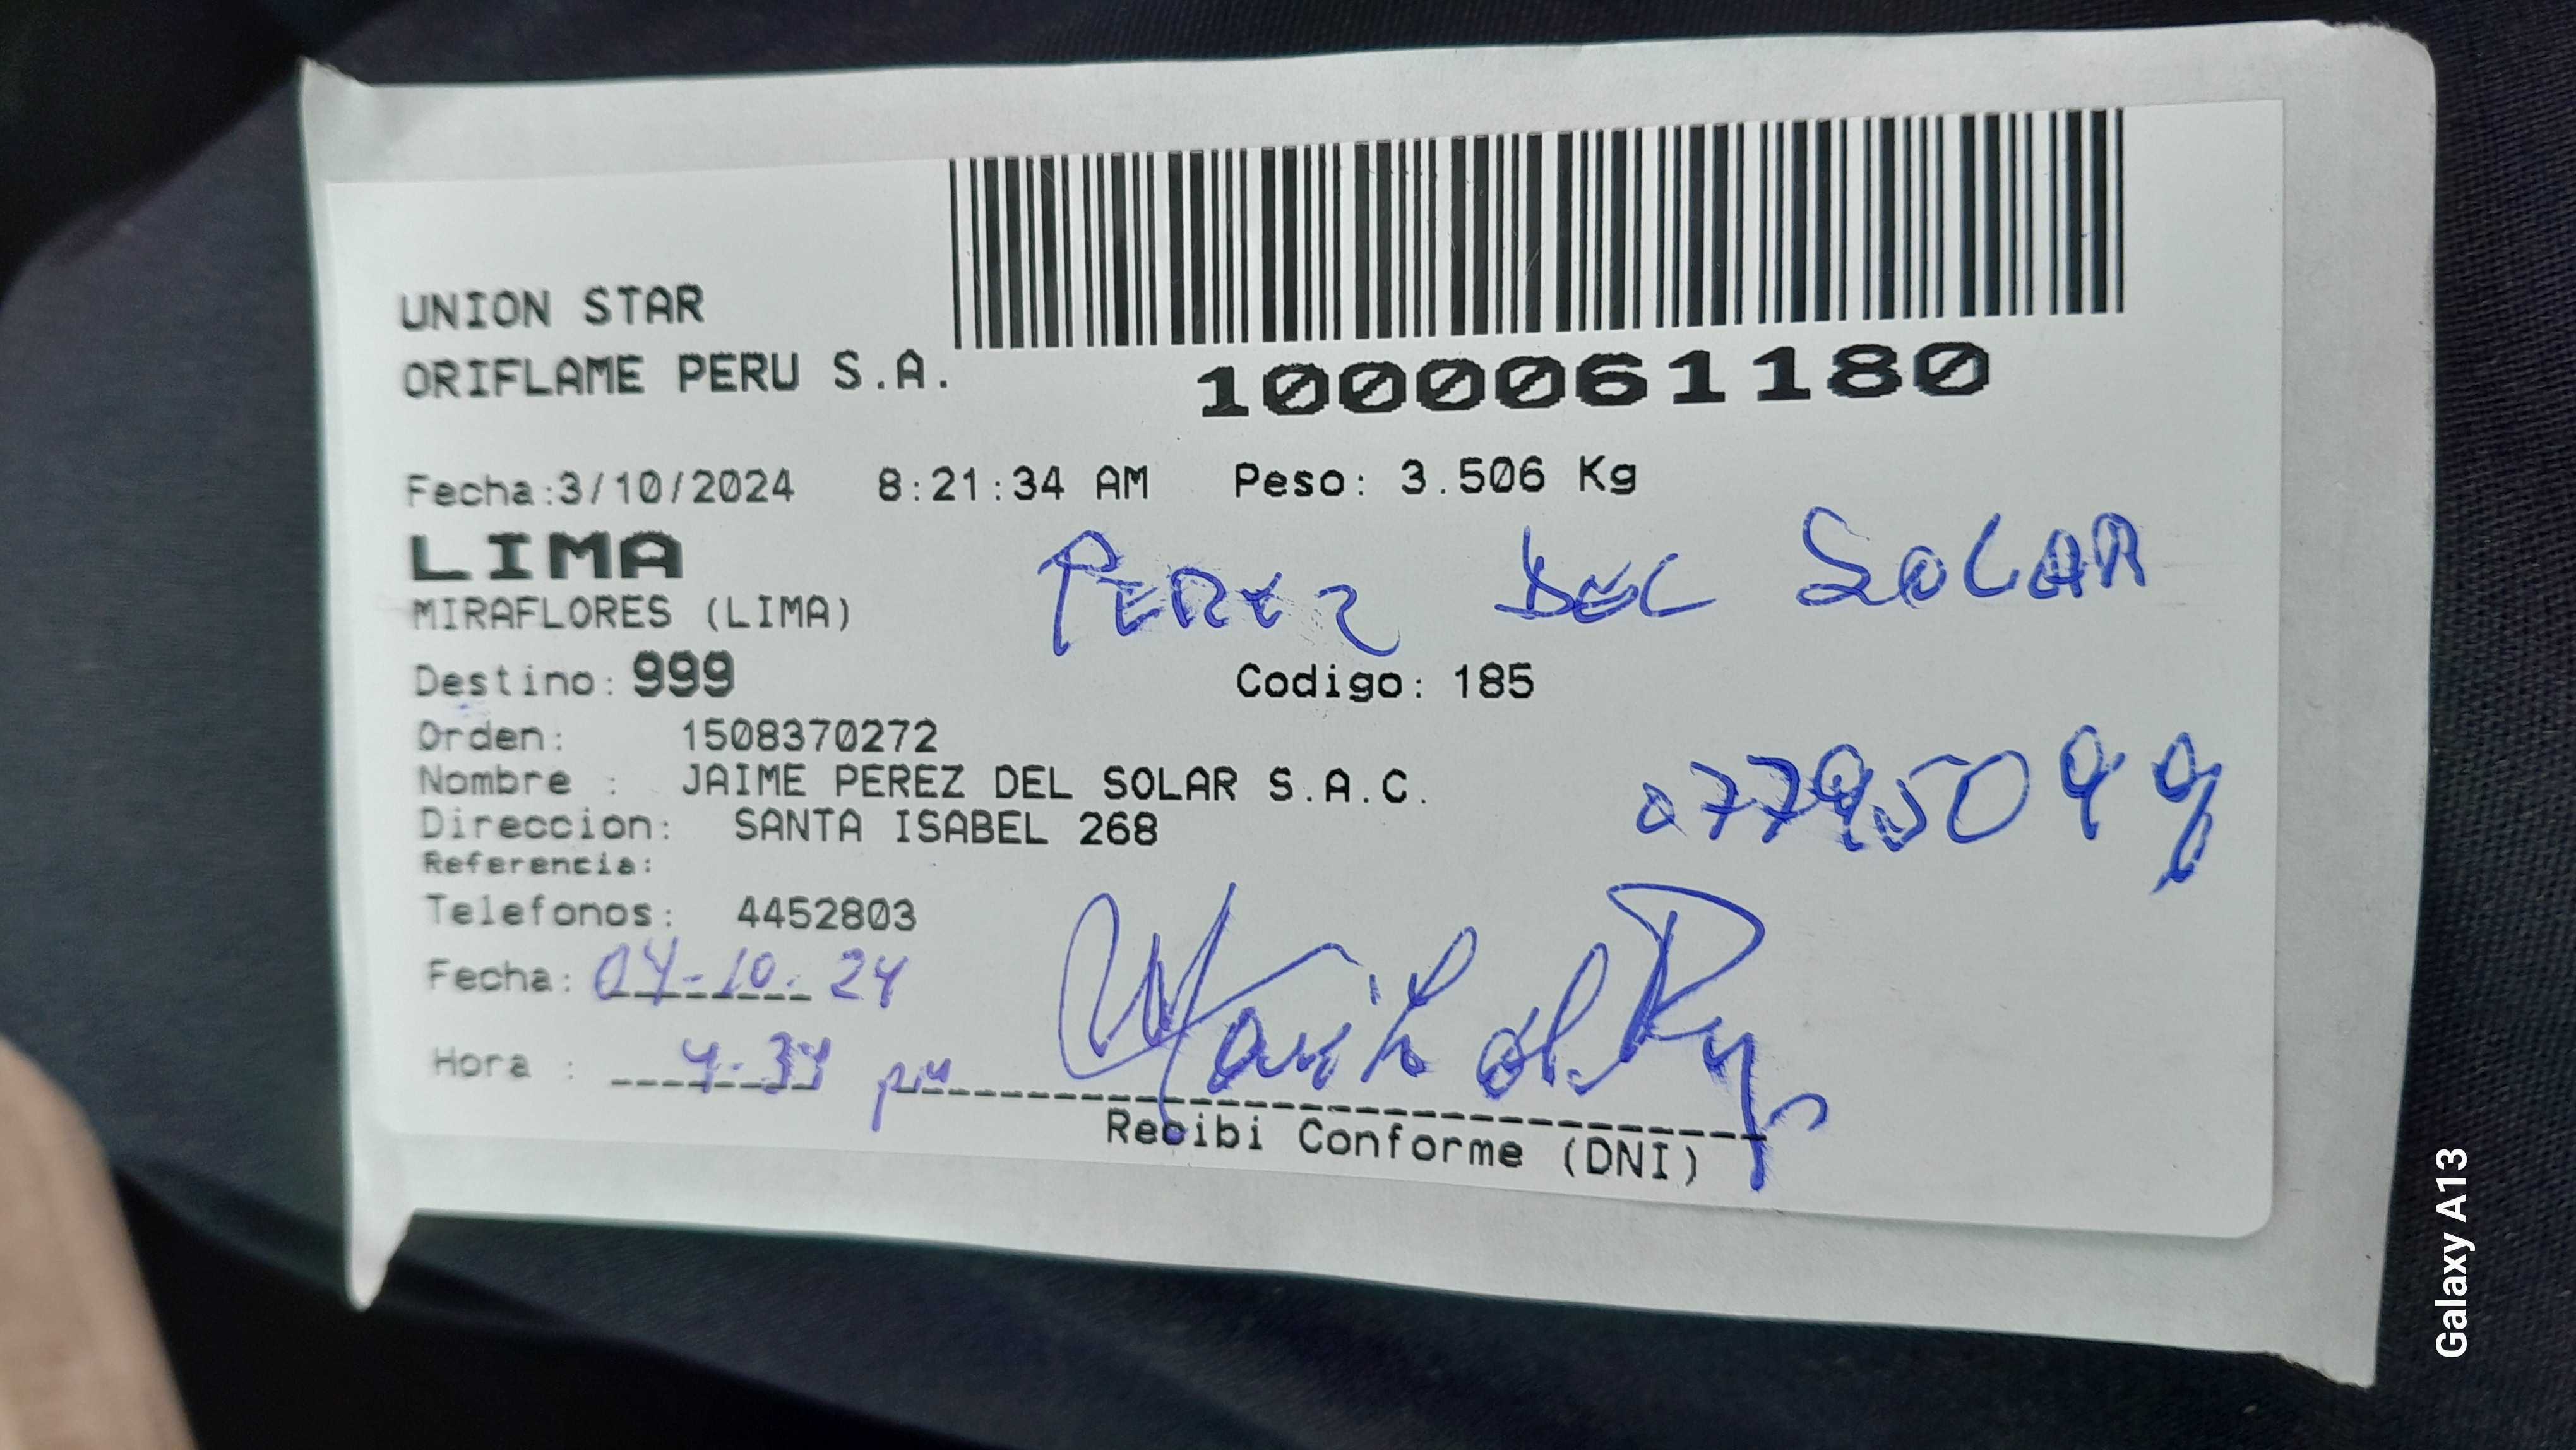 UNION STAR
ORIFLAME PERU S.A.
1000061180
Fecha:3/10/2024 8:21:34 AM Peso: 3.506 Kg
LIMA
PEREZ DEL SOLAR
MIRAFLORES (LIMA)
Destino: 999 Codigo: 185
Orden: 1508370272
Nombre : JAIME PEREZ DEL SOLAR S.A.C.
07795099
Direccion: SANTA ISABEL 268
Referencia:
Telefonos: 4452803
Fecha: 04-10-24
Hora : 4-34 pm
Recibi Conforme (DNI)
Galaxy A13